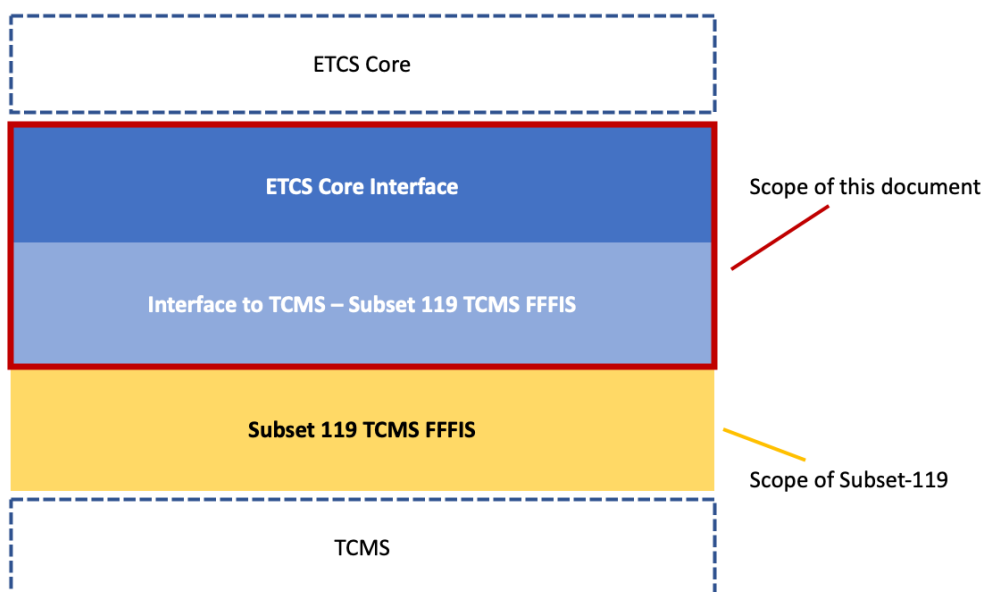 ETCS Core
ETCS Core Interface
Scope of this document
Interface to TCMS – Subset 119 TCMS FFFIS
Subset 119 TCMS FFFIS
Scope of Subset-119
TCMS